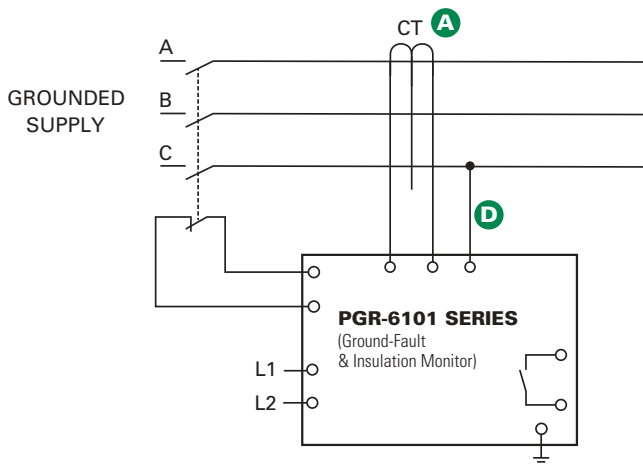 CT A
A
GROUNDED
SUPPLY
B
C
D
PGR-6101 SERIES
(Ground-Fault
& Insulation Monitor)
L1
L2